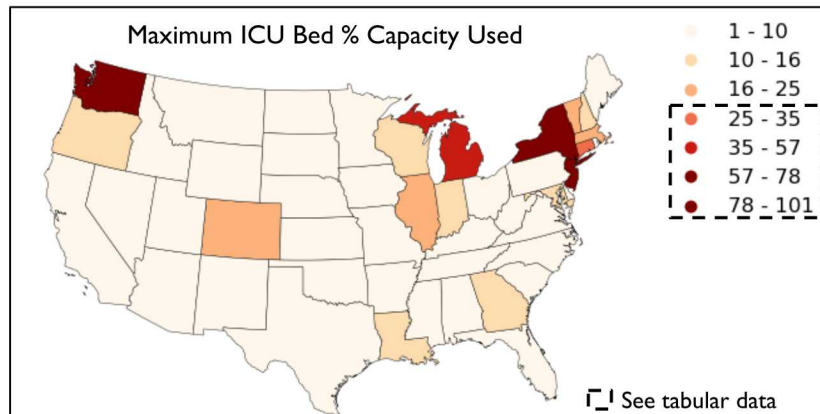 Maximum ICU Bed % Capacity Used
1 - 10
10 - 16
16 - 25
25 - 35
35 - 57
57 - 78
78 - 101
See tabular data